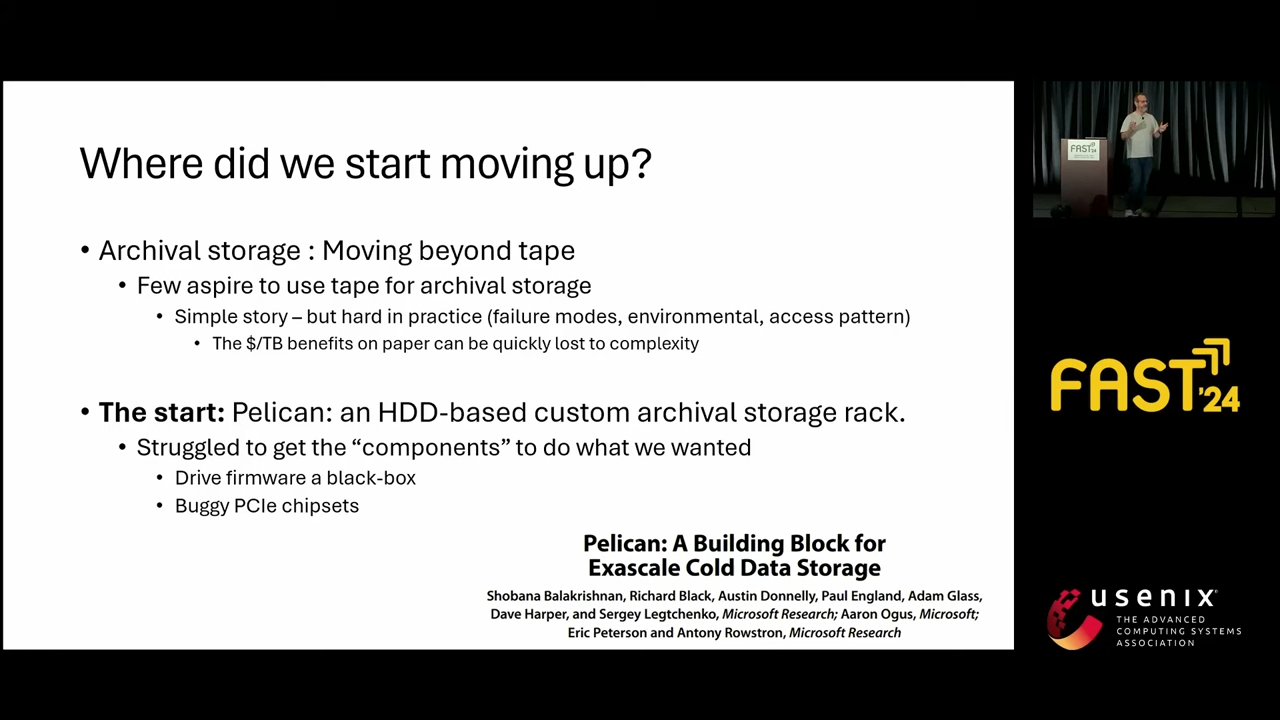 Where did we start moving up?
• Archival storage : Moving beyond tape
• Few aspire to use tape for archival storage
• Simple story – but hard in practice (failure modes, environmental, access pattern)
• The $/TB benefits on paper can be quickly lost to complexity
• The start: Pelican: an HDD-based custom archival storage rack.
• Struggled to get the “components” to do what we wanted
• Drive firmware a black-box
• Buggy PCIe chipsets
Pelican: A Building Block for
Exascale Cold Data Storage
Shobana Balakrishnan, Richard Black, Austin Donnelly, Paul England, Adam Glass,
Dave Harper, and Sergey Legtchenko, Microsoft Research; Aaron Ogus, Microsoft;
Eric Peterson and Antony Rowstron, Microsoft Research
FAST
FAST '24
usenix
THE ADVANCED
COMPUTING SYSTEMS
ASSOCIATION